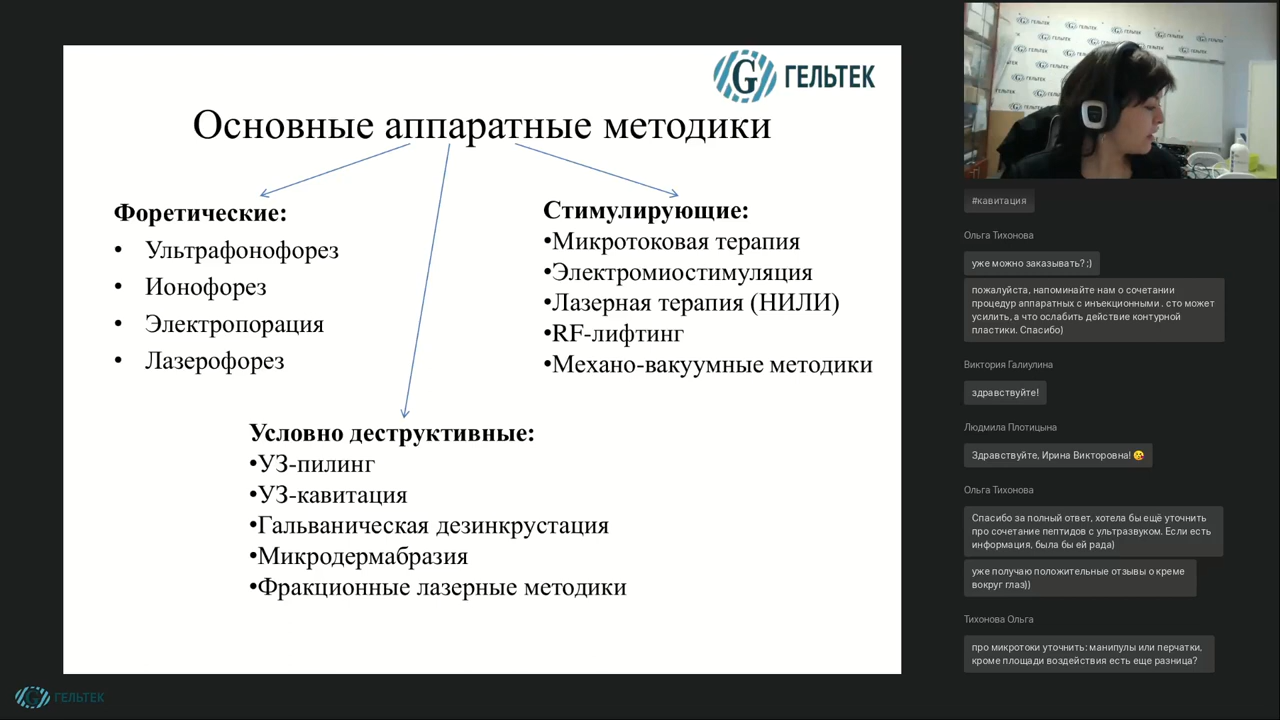 ГЕЛЬТЕК
Основные аппаратные методики
Форетические:
• Ультрафонофорез
• Ионофорез
• Электропорация
• Лазерофорез
Стимулирующие:
•Микротоковая терапия
•Электромиостимуляция
•Лазерная терапия (НИЛИ)
•RF-лифтинг
•Механо-вакуумные методики
Условно деструктивные:
•УЗ-пилинг
•УЗ-кавитация
•Гальваническая дезинкрустация
•Микродермабразия
•Фракционные лазерные методики
ГЕЛЬТЕК
#кавитация
Ольга Тихонова
уже можно заказывать? ;)
пожалуйста, напоминайте нам о сочетании
процедур аппаратных с инъекционными . сто может
усилить, а что ослабить действие контурной
пластики. Спасибо)
Виктория Галиулина
здравствуйте!
Людмила Плотицына
Здравствуйте, Ирина Викторовна! 😘
Ольга Тихонова
Спасибо за полный ответ, хотела бы ещё уточнить
про сочетание пептидов с ультразвуком. Если есть
информация, была бы ей рада)
уже получаю положительные отзывы о креме
вокруг глаз))
Тихонова Ольга
про микротоки уточнить: манипулы или перчатки,
кроме площади воздействия есть еще разница?